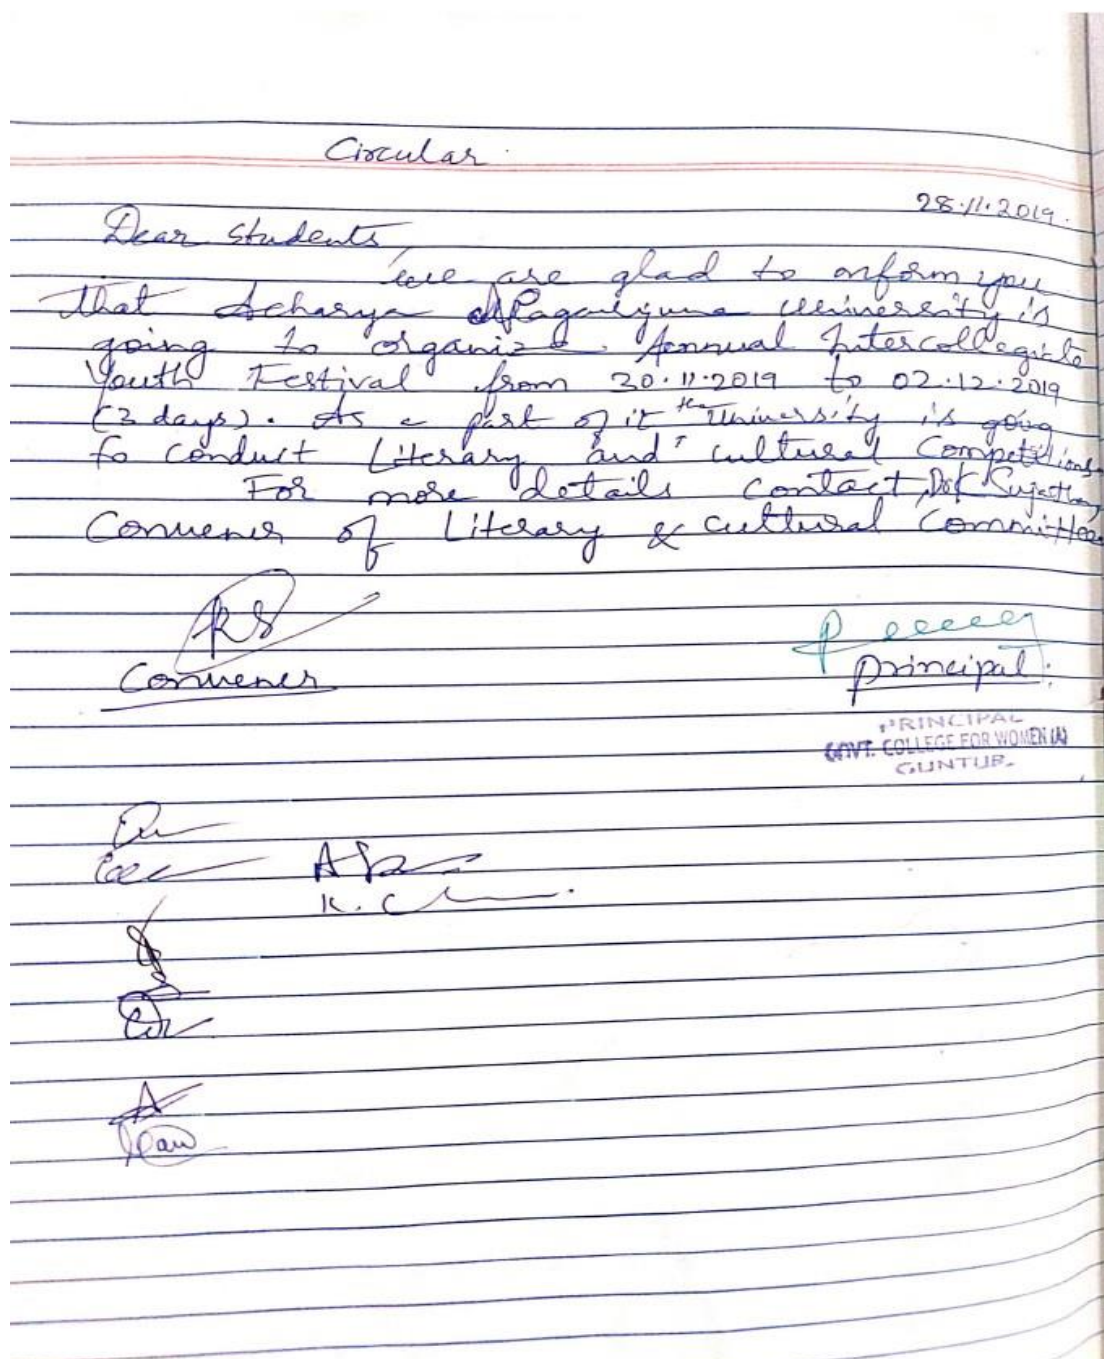 Circular
28.11.2019.
Dear Students,
we are glad to inform you
that Acharya Nagarjuna University is
going to organize Annual Intercollegiate
Youth Festival from 30.11.2019 to 02.12.2019
(3 days). As a part of it the University is going
to conduct Literary and cultural Competitions.
For more details contact, Dr.K Sujatha,
Convener of Literary & cultural Committee
RS
Convener
Principal:
PRINCIPAL
GOVT. COLLEGE FOR WOMEN (A)
GUNTUR.
K. C